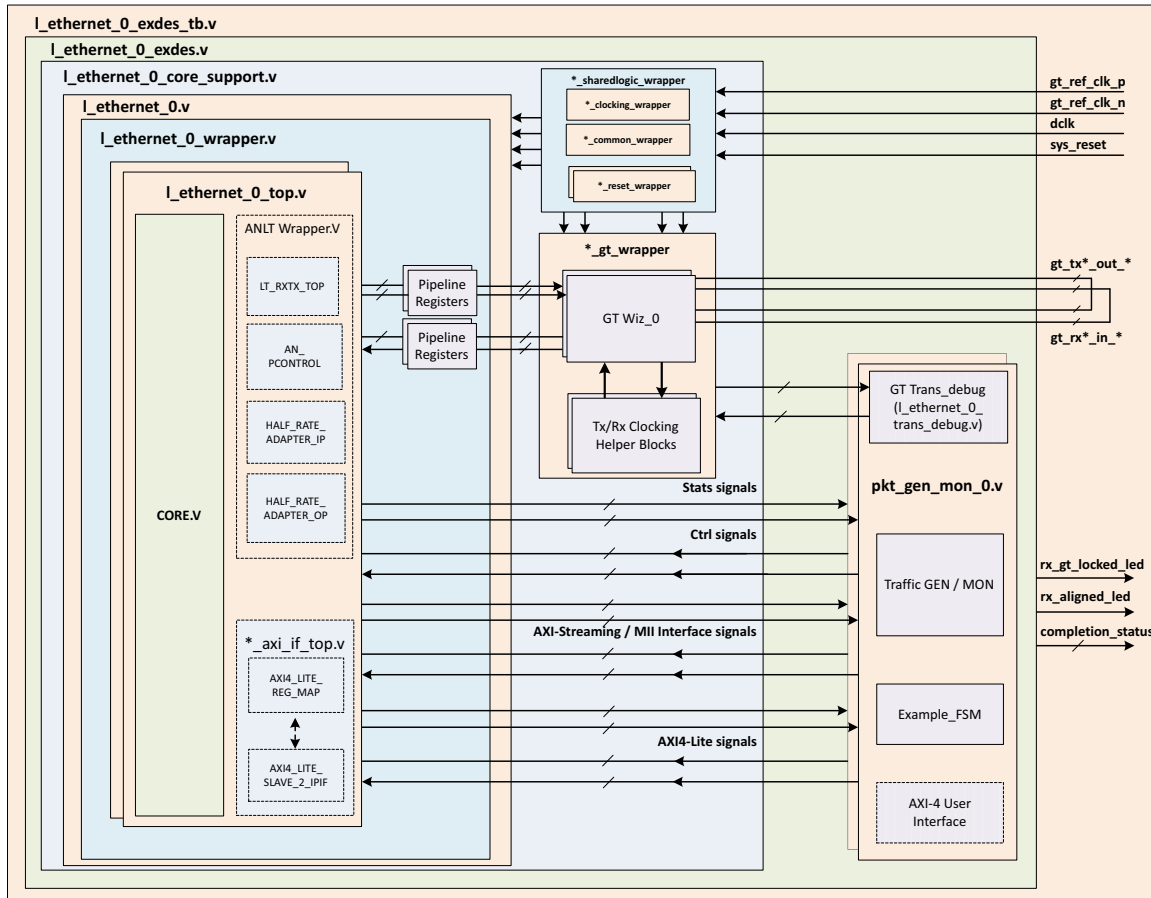 l_ethernet_0_exdes_tb.v
l_ethernet_0_exdes.v
l_ethernet_0_core_support.v
l_ethernet_0.v
l_ethernet_0_wrapper.v
l_ethernet_0_top.v
CORE.V
ANLT Wrapper.V
LT_RXTX_TOP
AN_
PCONTROL
HALF_RATE_
ADAPTER_IP
HALF_RATE_
ADAPTER_OP
*_axi_if_top.v
AXI4_LITE_
REG_MAP
AXI4_LITE_
SLAVE_2_IPIF
Pipeline
Registers
Pipeline
Registers
*_sharedlogic_wrapper
*_clocking_wrapper
*_common_wrapper
*_reset_wrapper
*_gt_wrapper
GT Wiz_0
Tx/Rx Clocking
Helper Blocks
Stats signals
Ctrl signals
AXI-Streaming / MII Interface signals
AXI4-Lite signals
GT Trans_debug
(l_ethernet_0_
trans_debug.v)
pkt_gen_mon_0.v
Traffic GEN / MON
Example_FSM
AXI-4 User
Interface
gt_ref_clk_p
gt_ref_clk_n
dclk
sys_reset
gt_tx*_out_*
gt_rx*_in_*
rx_gt_locked_led
rx_aligned_led
completion_status